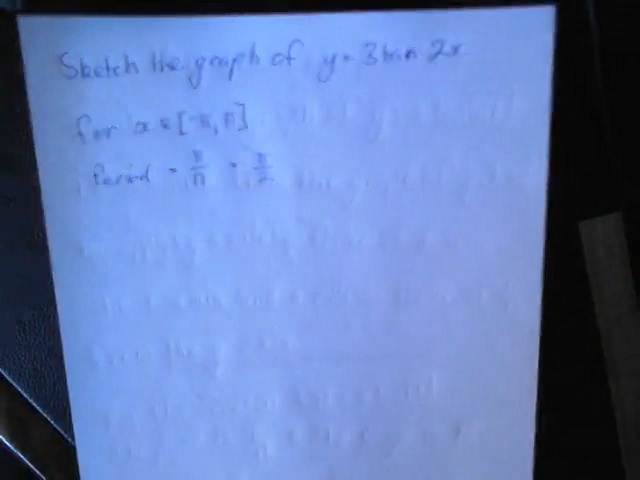 Sketch the graph of y = 3 tan 2x
for x ∈ [-π, π]
Period = π/n = π/2